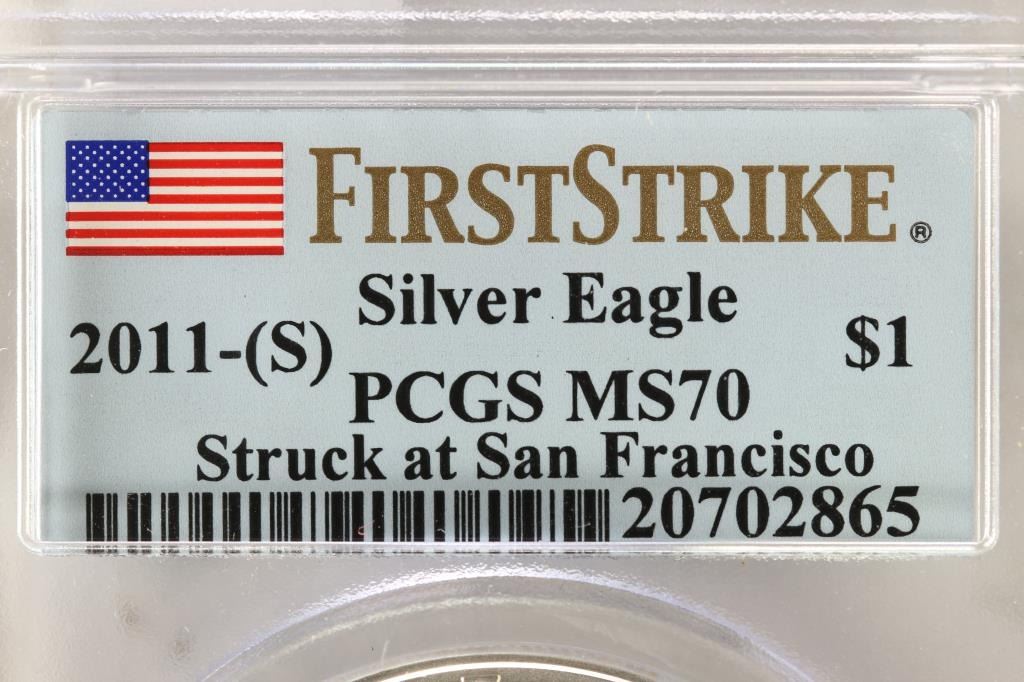 FIRSTSTRIKE®
Silver Eagle
2011-(S) $1
PCGS MS70
Struck at San Francisco
20702865